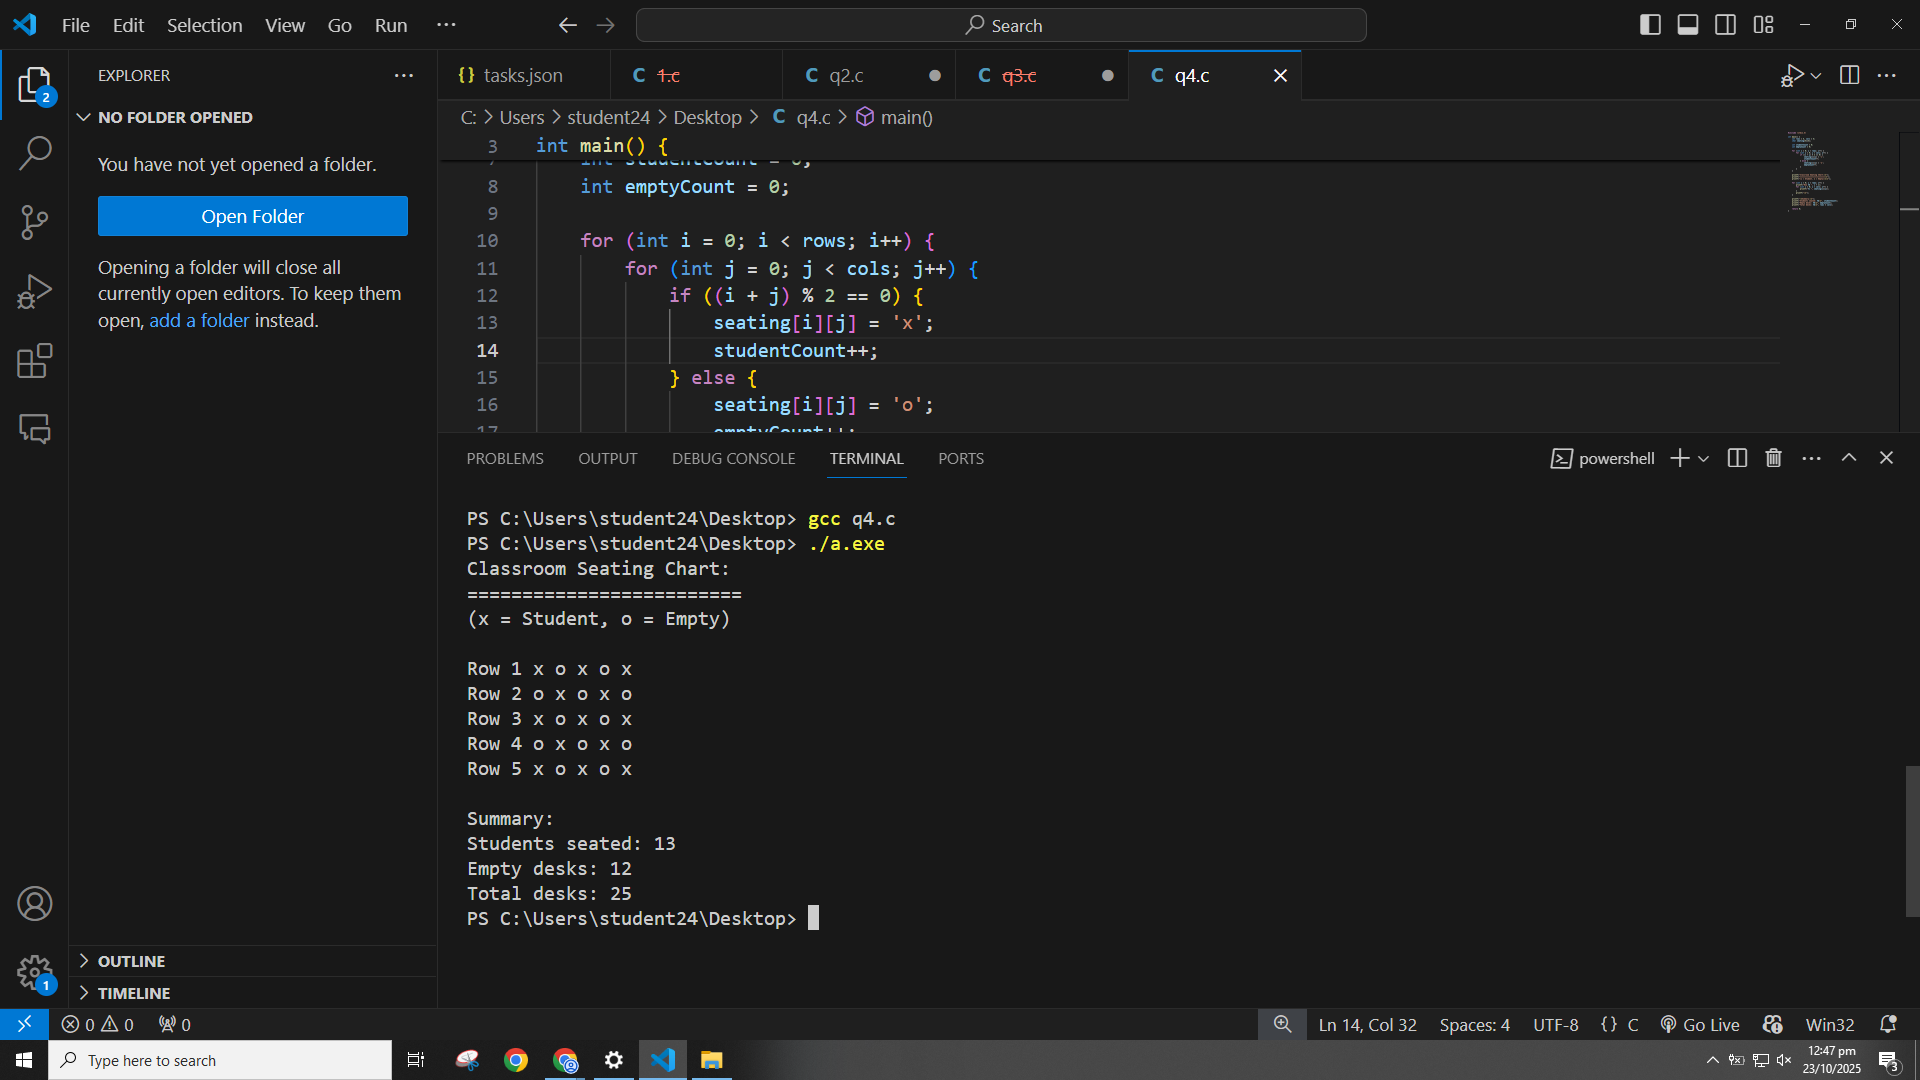 File Edit Selection View Go Run ···
Search
EXPLORER ···
{} tasks.json C 1.c C q2.c C q3.c C q4.c
2
NO FOLDER OPENED
C: > Users > student24 > Desktop > C q4.c > main()
You have not yet opened a folder.
Open Folder
Opening a folder will close all
currently open editors. To keep them
open, add a folder instead.
3 int main() {
int studentCount = 0;
8 int emptyCount = 0;
9
10 for (int i = 0; i < rows; i++) {
11 for (int j = 0; j < cols; j++) {
12 if ((i + j) % 2 == 0) {
13 seating[i][j] = 'x';
14 studentCount++;
15 } else {
16 seating[i][j] = 'o';
17 emptyCount++;
PROBLEMS OUTPUT DEBUG CONSOLE TERMINAL PORTS powershell
PS C:\Users\student24\Desktop> gcc q4.c
PS C:\Users\student24\Desktop> ./a.exe
Classroom Seating Chart:
=========================
(x = Student, o = Empty)
Row 1 x o x o x
Row 2 o x o x o
Row 3 x o x o x
Row 4 o x o x o
Row 5 x o x o x
Summary:
Students seated: 13
Empty desks: 12
Total desks: 25
PS C:\Users\student24\Desktop>
OUTLINE
1
TIMELINE
0 0 0 Ln 14, Col 32 Spaces: 4 UTF-8 {} C Go Live Win32
Type here to search
12:47 pm
23/10/2025
3